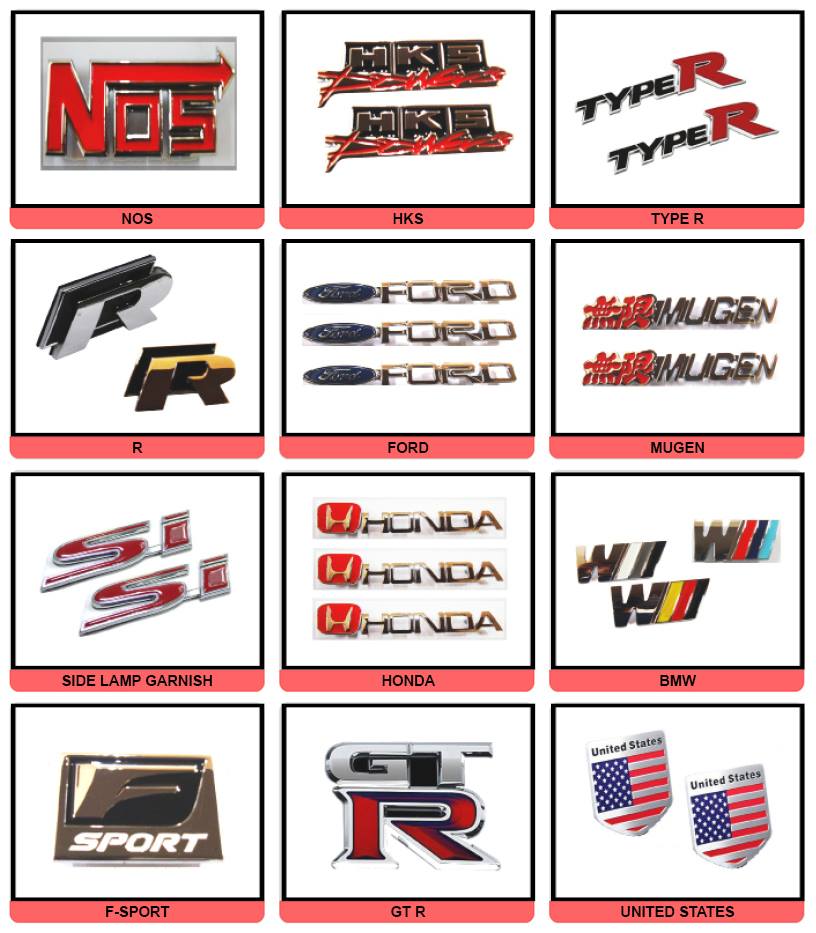 NOS
NOS
HKS
Power
HKS
Power
HKS
TYPE R
TYPE R
TYPE R
R
R
R
Ford FORD
Ford FORD
Ford FORD
FORD
無限 MUGEN
無限 MUGEN
MUGEN
Si
Si
SIDE LAMP GARNISH
H HONDA
H HONDA
H HONDA
HONDA
W
W
W
BMW
F
SPORT
F-SPORT
GT
R
GT R
United States
United States
UNITED STATES